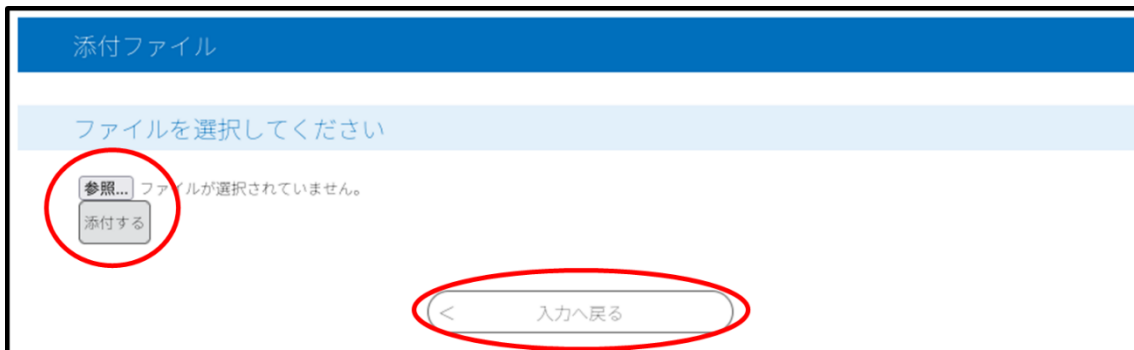 添付ファイル
ファイルを選択してください
参照... ファイルが選択されていません。
添付する
< 入力へ戻る